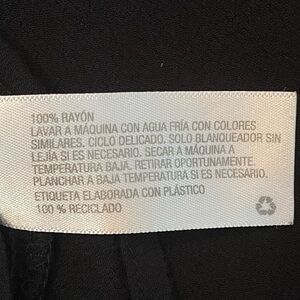 100% RAYÓN
LAVAR A MÁQUINA CON AGUA FRÍA CON COLORES
SIMILARES. CICLO DELICADO. SOLO BLANQUEADOR SIN
LEJÍA SI ES NECESARIO. SECAR A MÁQUINA A
TEMPERATURA BAJA. RETIRAR OPORTUNAMENTE.
PLANCHAR A BAJA TEMPERATURA SI ES NECESARIO.
ETIQUETA ELABORADA CON PLÁSTICO
100 % RECICLADO